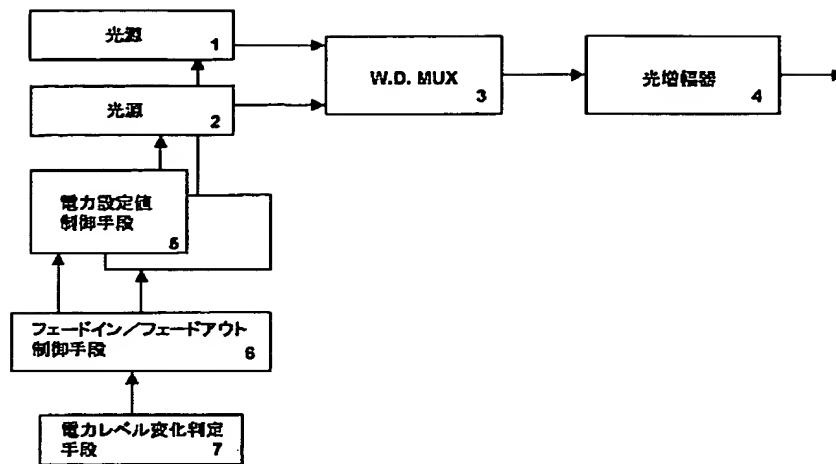 光源
1
光源
2
W.D. MUX
3
光増幅器
4
電力設定値
制御手段
5
フェードイン／フェードアウト
制御手段
6
電力レベル変化判定
手段
7